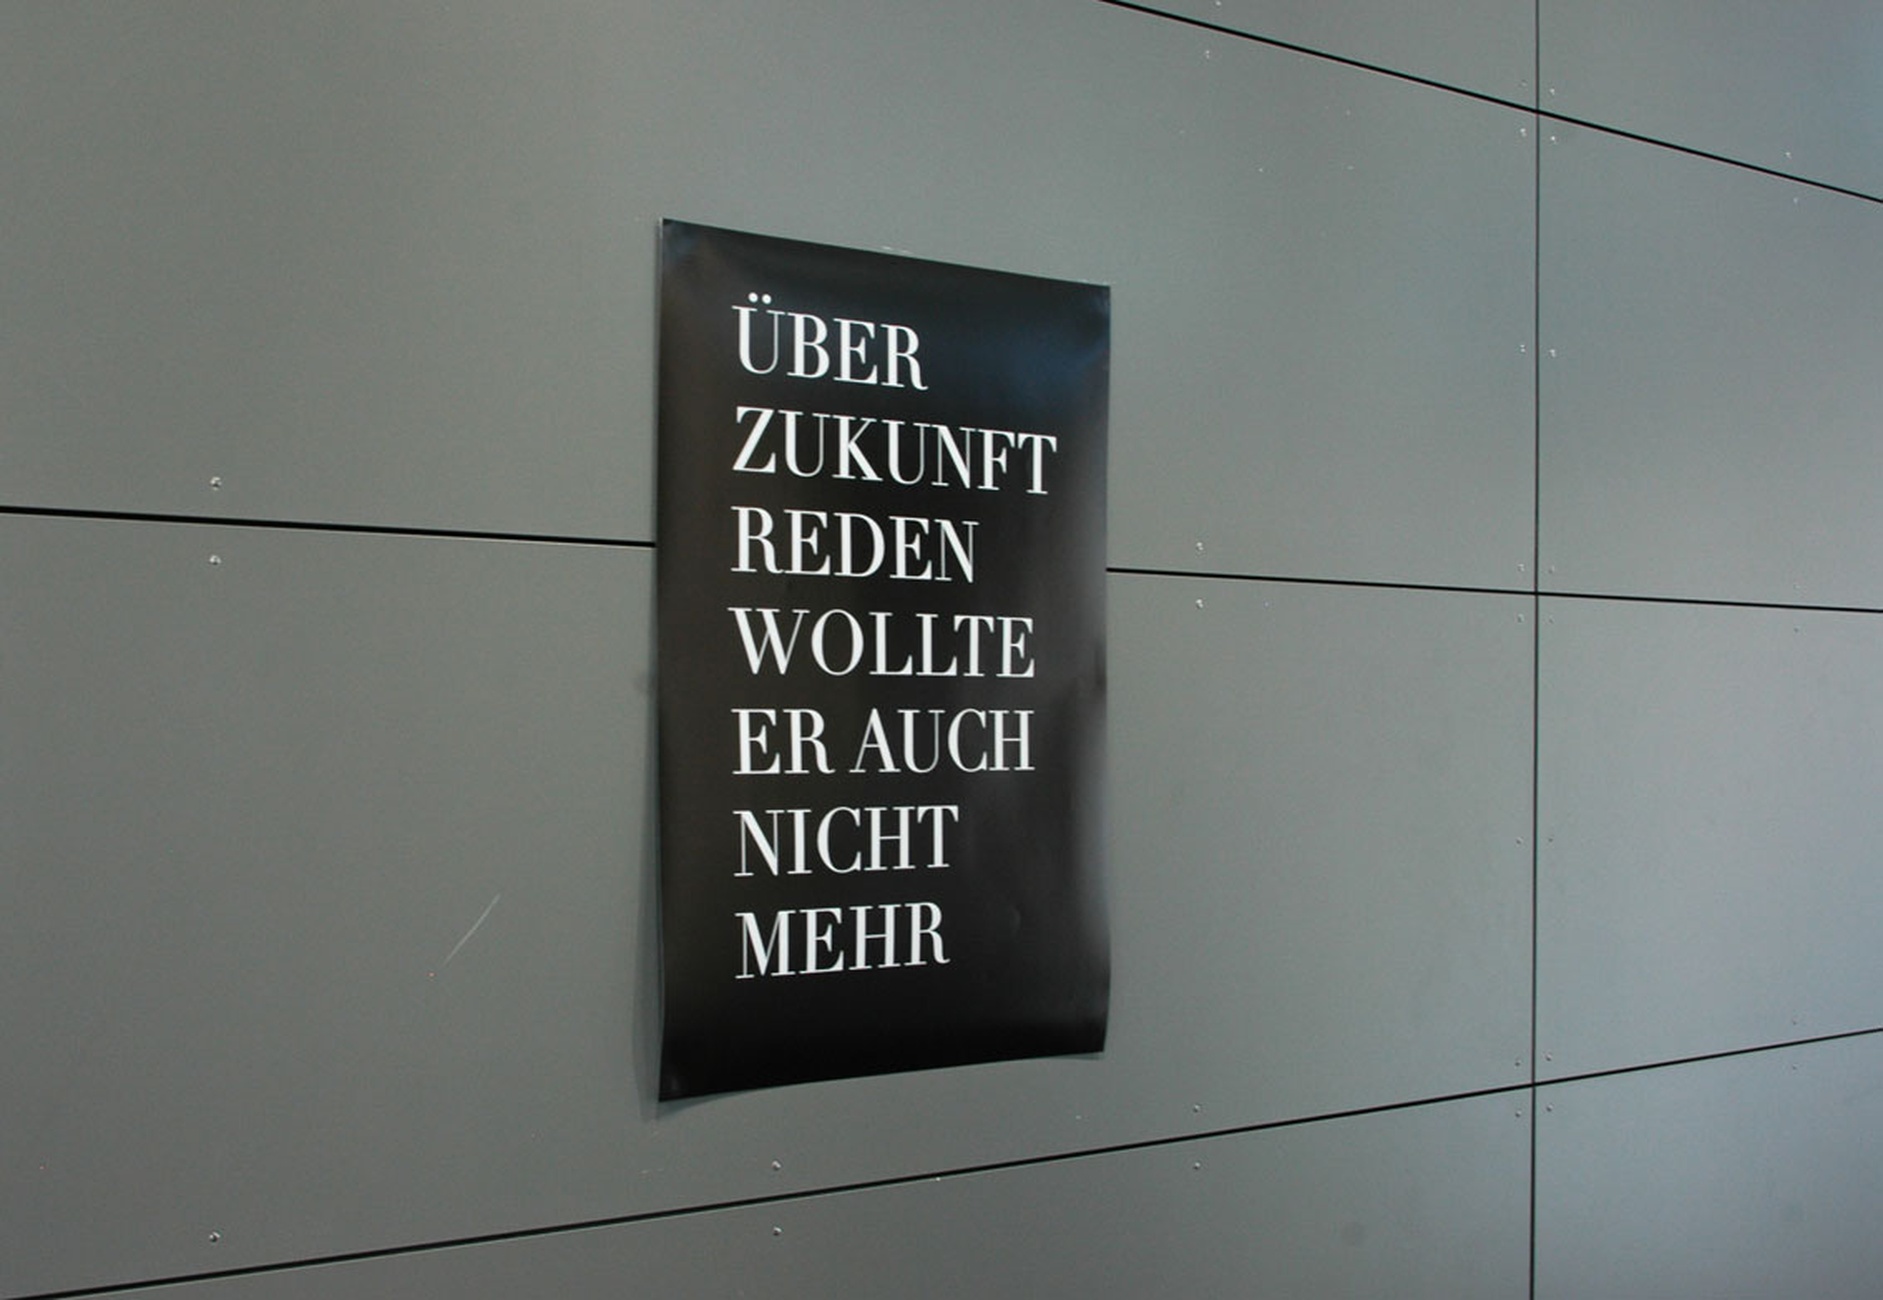 ÜBER
ZUKUNFT
REDEN
WOLLTE
ER AUCH
NICHT
MEHR